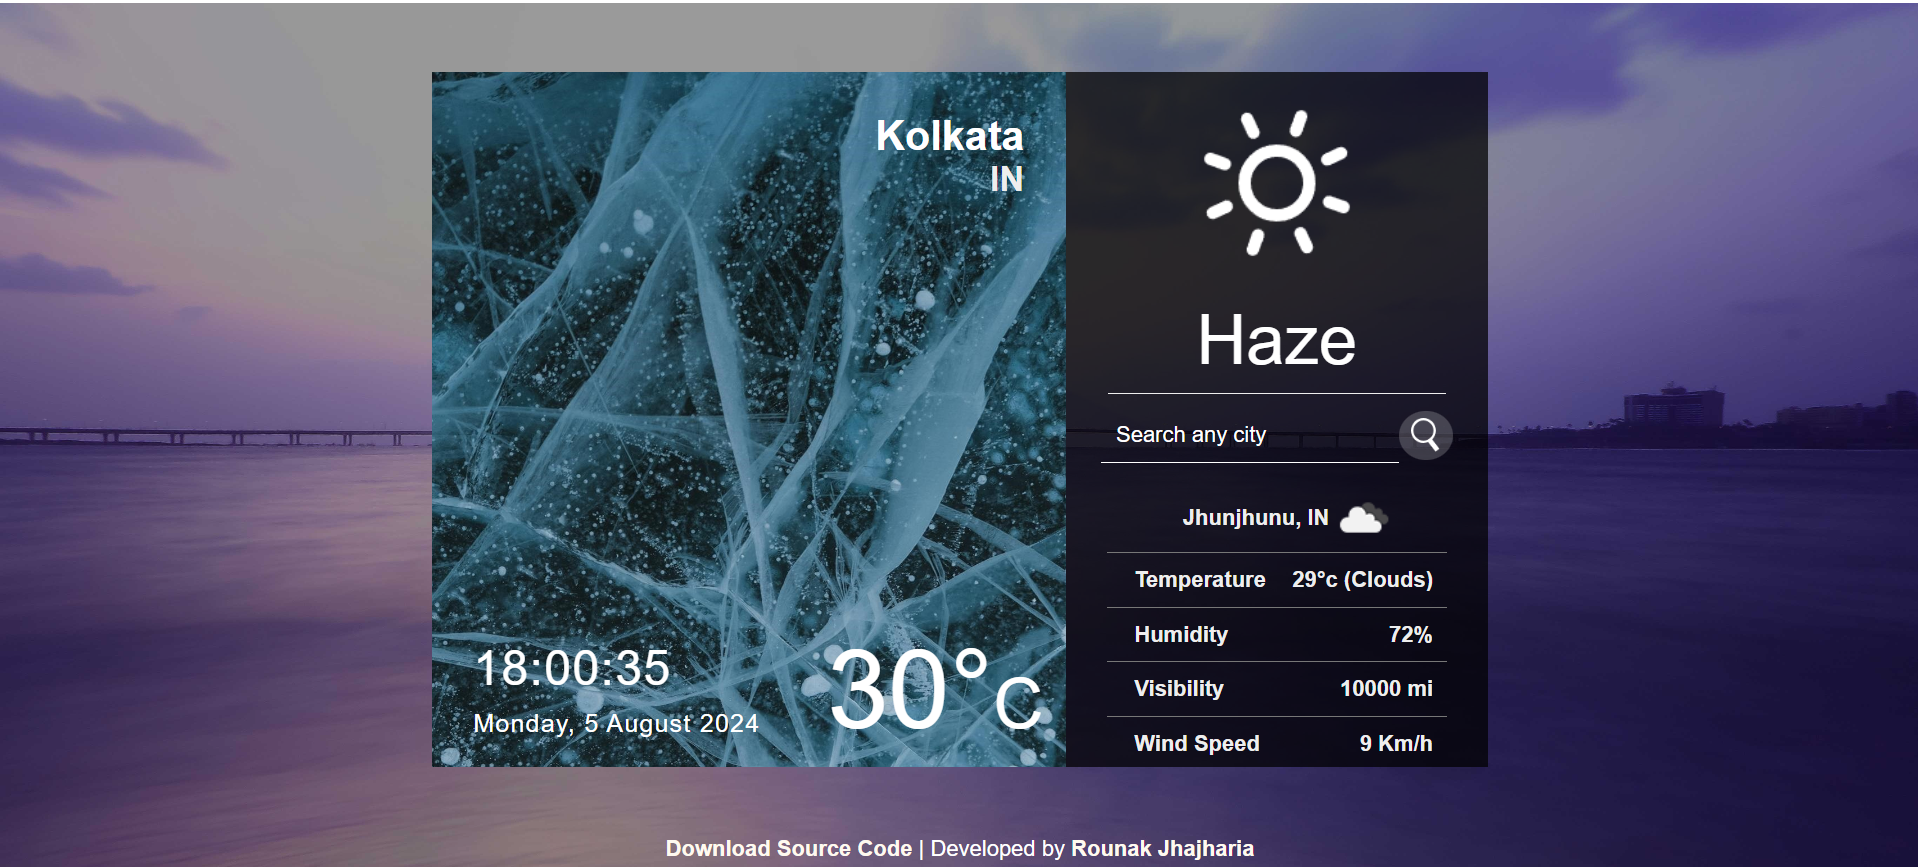 Kolkata
IN
18:00:35
Monday, 5 August 2024
30°C
Haze
Search any city
Jhunjhunu, IN
Temperature 29°c (Clouds)
Humidity 72%
Visibility 10000 mi
Wind Speed 9 Km/h
Download Source Code | Developed by Rounak Jhajharia